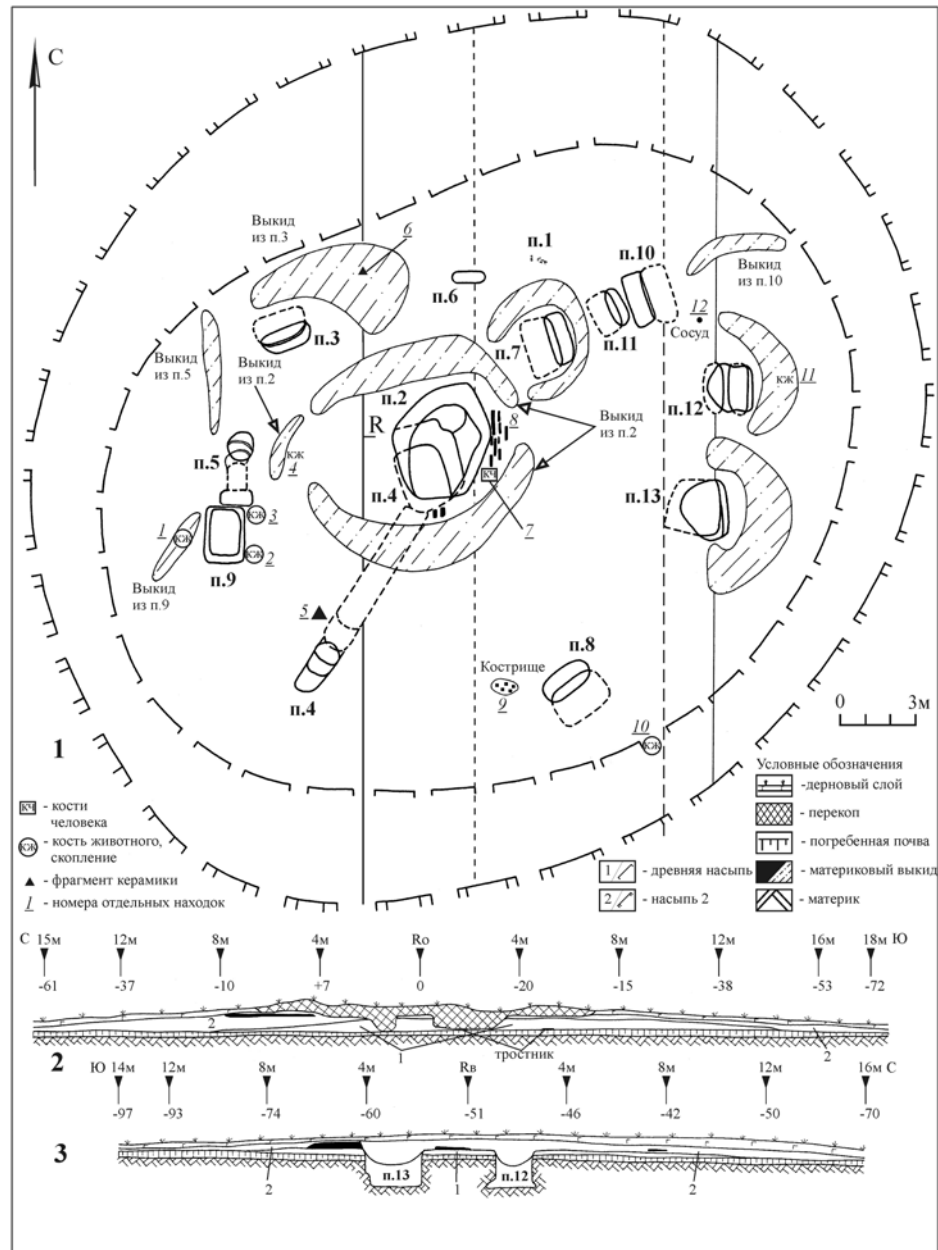 С
Выкид
из п.3
6
п.1
п.10
Выкид
из п.10
п.6
12
Сосуд
п.3
п.7
п.11
Выкид
из п.5
Выкид
из п.2
п.2
кж
11
R
8
Выкид
из п.2
п.12
кж
4
п.5
кч
п.4
п.13
7
1
кж
кж
3
кж
2
п.9
Выкид
из п.9
5
Кострище
9
п.8
п.4
10
кж
0 3м
1
Условные обозначения
-дерновый слой
- перекоп
- погребенная почва
- материковый выкид
- материк
кч - кости
человека
кж - кость животного,
скопление
- фрагмент керамики
1 - номера отдельных находок
1 - древняя насыпь
2 - насыпь 2
С 15м 12м 8м 4м Rо 4м 8м 12м 16м 18м Ю
-61 -37 -10 +7 0 -20 -15 -38 -53 -72
2
1
тростник
2
2
Ю 14м 12м 8м 4м Rв 4м 8м 12м 16м С
-97 -93 -74 -60 -51 -46 -42 -50 -70
3
2
п.13
1
п.12
2